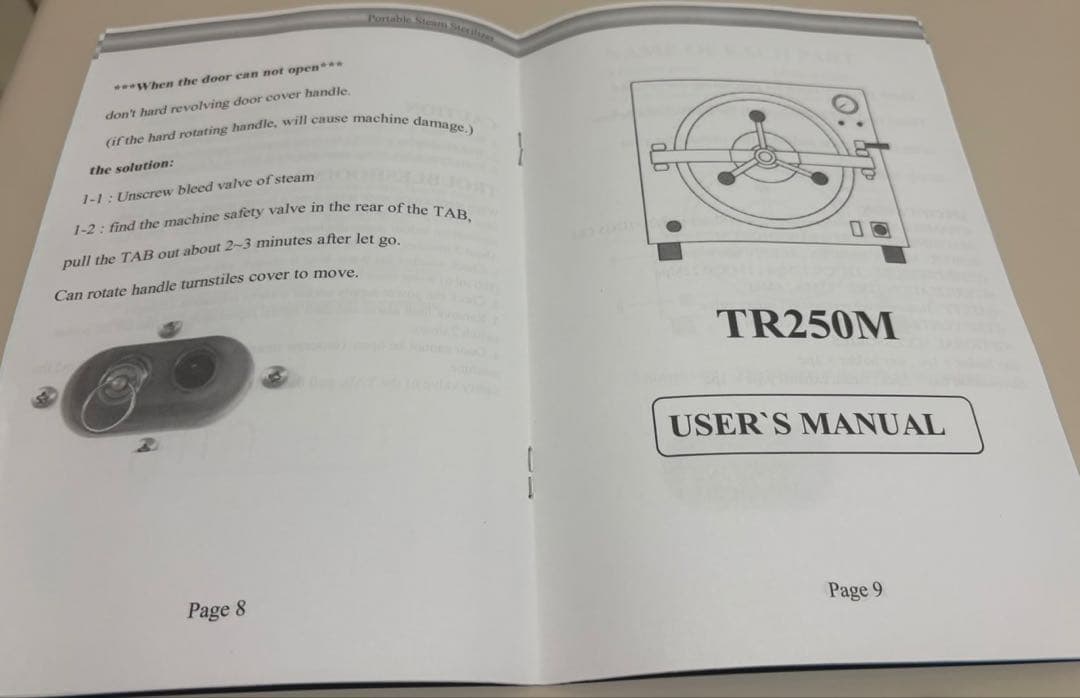 Portable Steam Sterilizer
***When the door can not open***
don't hard revolving door cover handle.
(if the hard rotating handle, will cause machine damage.)
the solution:
1-1 : Unscrew bleed valve of steam
1-2 : find the machine safety valve in the rear of the TAB,
pull the TAB out about 2~3 minutes after let go.
Can rotate handle turnstiles cover to move.
Page 8
TR250M
USER`S MANUAL
Page 9